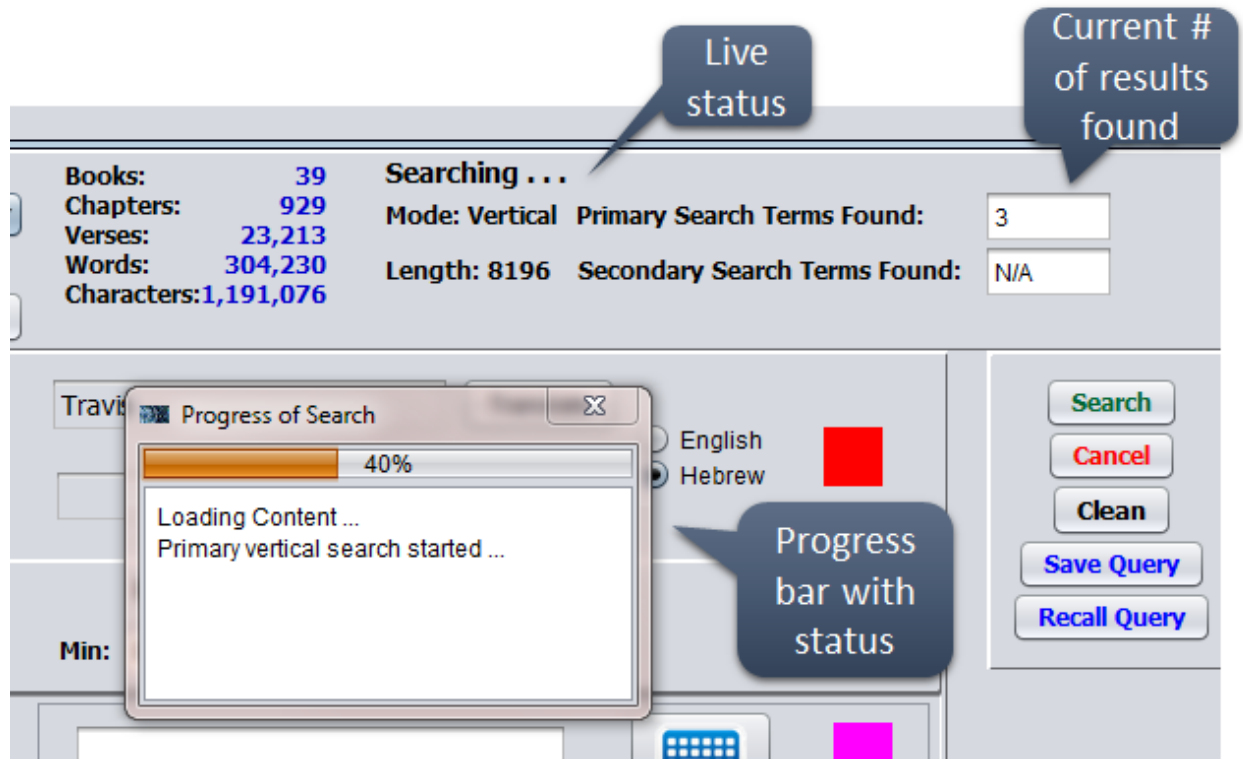 Live
status
Current #
of results
found
Books: 39
Chapters: 929
Verses: 23,213
Words: 304,230
Characters:1,191,076
Searching . . .
Mode: Vertical Primary Search Terms Found: 3
Length: 8196 Secondary Search Terms Found: N/A
Progress of Search
40%
Loading Content ...
Primary vertical search started ...
English
Hebrew
Progress
bar with
status
Min:
Search
Cancel
Clean
Save Query
Recall Query